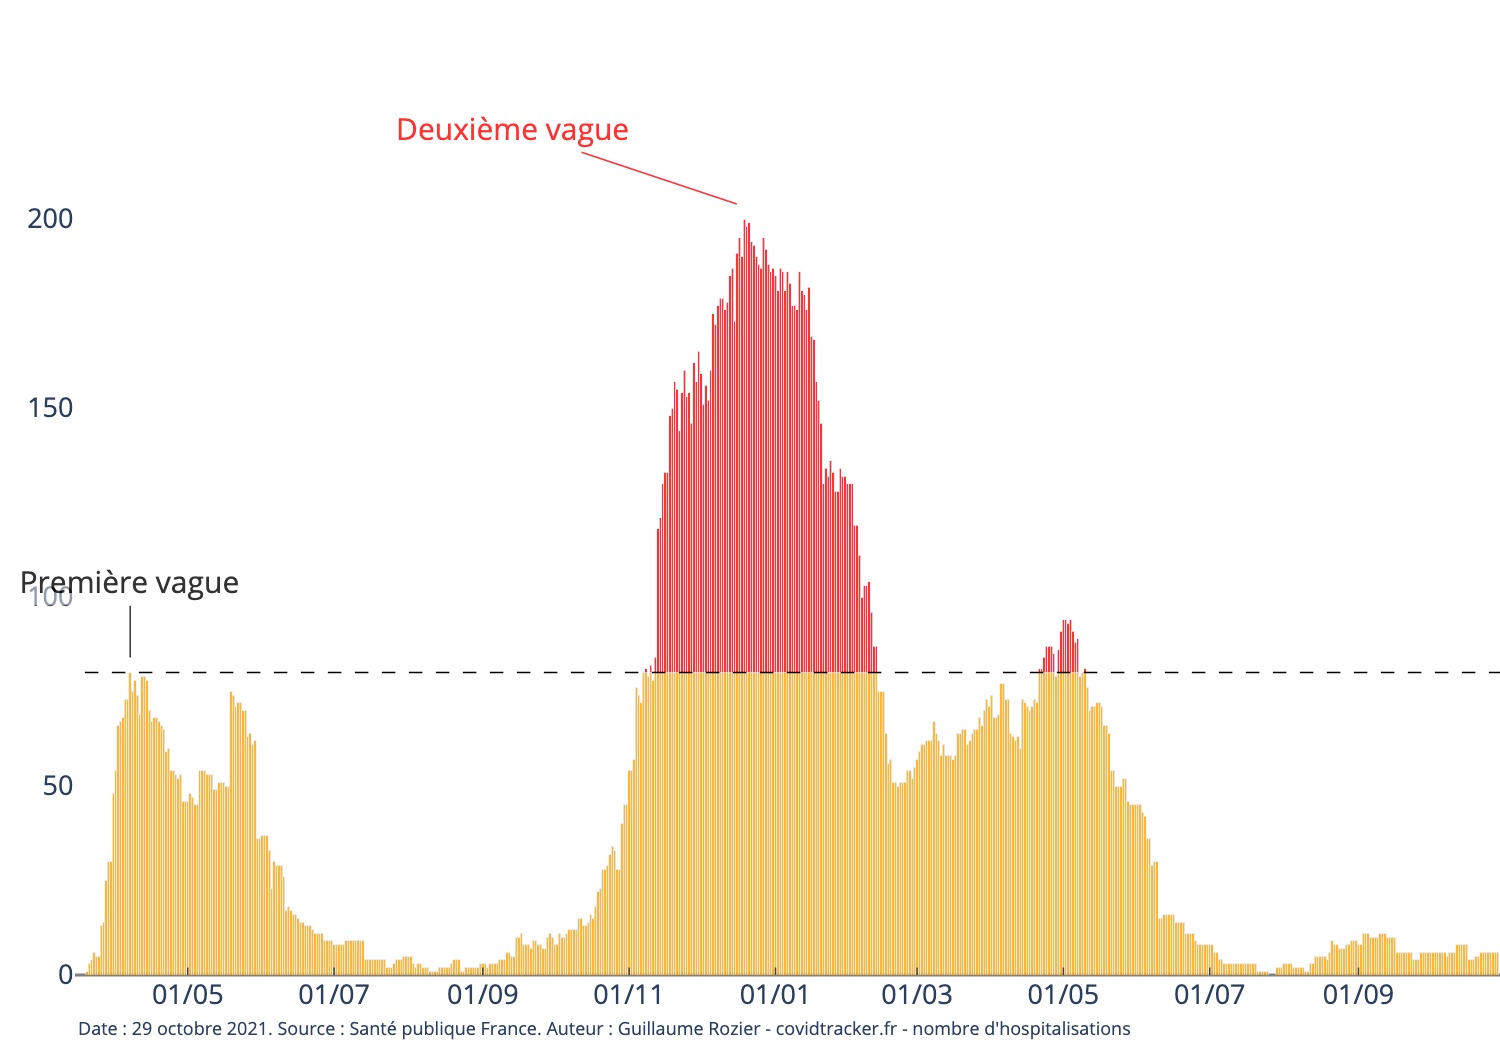 Deuxième vague
200
150
Première vague
100
50
0
01/05 01/07 01/09 01/11 01/01 01/03 01/05 01/07 01/09
Date : 29 octobre 2021. Source : Santé publique France. Auteur : Guillaume Rozier - covidtracker.fr - nombre d'hospitalisations